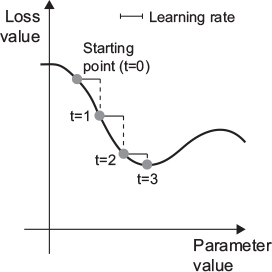 Loss
value
Learning rate
Starting
point (t=0)
t=1
t=2
t=3
Parameter
value